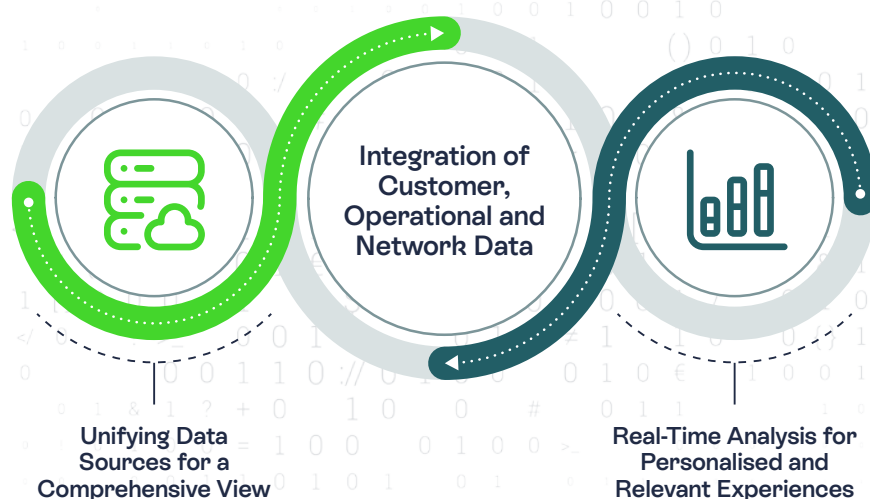 Integration of
Customer,
Operational and
Network Data
Unifying Data
Sources for a
Comprehensive View
Real-Time Analysis for
Personalised and
Relevant Experiences